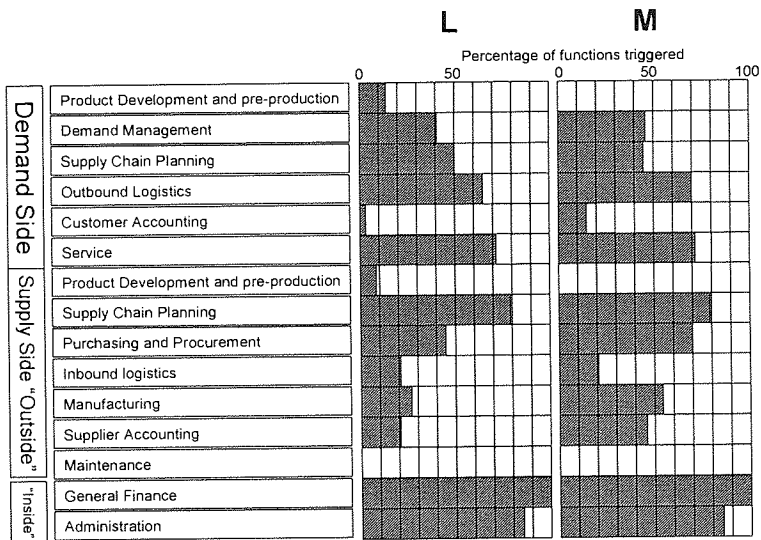 L M
Percentage of functions triggered
0 50 0 50 100
Demand Side
Product Development and pre-production
Demand Management
Supply Chain Planning
Outbound Logistics
Customer Accounting
Service
Supply Side "Outside"
Product Development and pre-production
Supply Chain Planning
Purchasing and Procurement
Inbound logistics
Manufacturing
Supplier Accounting
Maintenance
"Inside"
General Finance
Administration